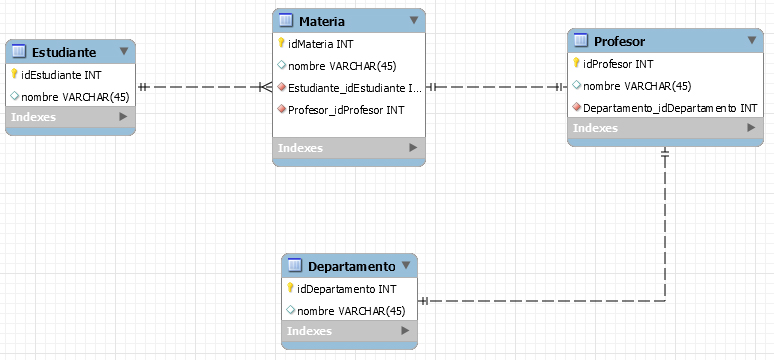 Estudiante
idEstudiante INT
nombre VARCHAR(45)
Indexes
Materia
idMateria INT
nombre VARCHAR(45)
Estudiante_idEstudiante I...
Profesor_idProfesor INT
Indexes
Profesor
idProfesor INT
nombre VARCHAR(45)
Departamento_idDepartamento INT
Indexes
Departamento
idDepartamento INT
nombre VARCHAR(45)
Indexes